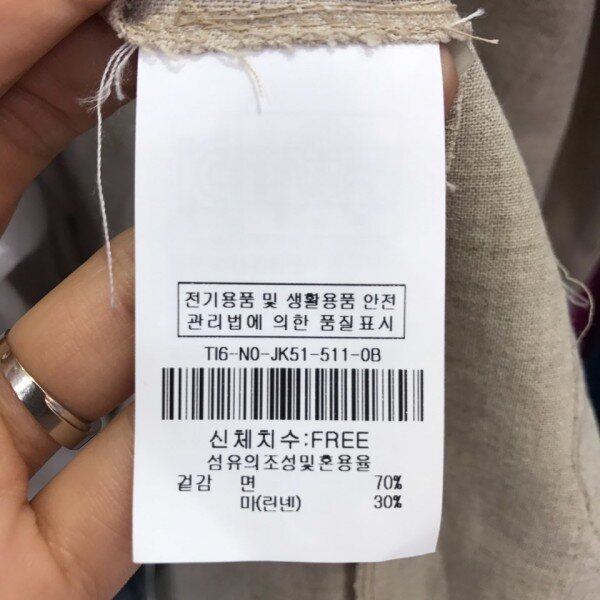 전기용품 및 생활용품 안전
관리법에 의한 품질표시
TI6-NO-JK51-511-OB
신체치수:FREE
섬유의조성및혼용율
겉감 면 70%
마(린넨) 30%